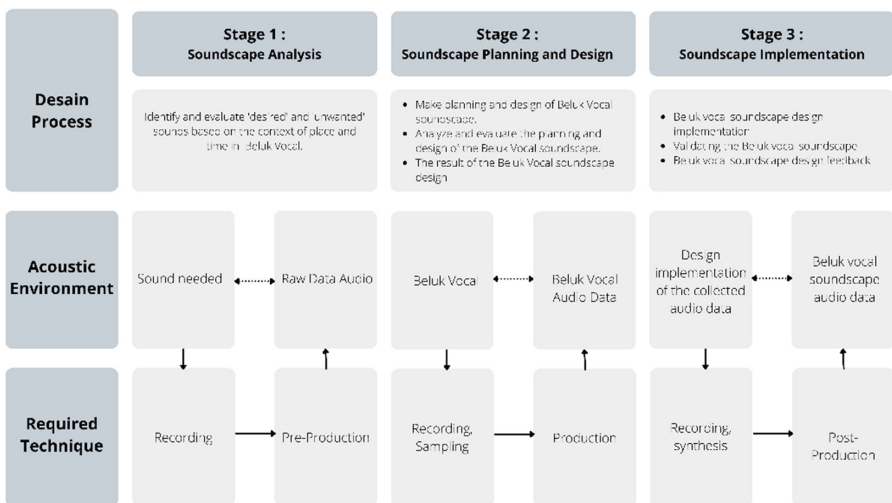 Stage 1 :
Soundscape Analysis
Stage 2 :
Soundscape Planning and Design
Stage 3 :
Soundscape Implementation
Desain
Process
Identify and evaluate 'desired' and 'unwanted'
sounds based on the context of place and
time in Beluk Vocal.
• Make planning and design of Beluk Vocal
soundscape.
• Analyze and evaluate the planning and
design of the Beluk Vocal soundscape.
• The result of the Beluk Vocal soundscape
design
• Beluk vocal soundscape design
implementation
• Validating the Beluk vocal soundscape
• Beluk vocal soundscape design feedback
Acoustic
Environment
Sound needed
Raw Data Audio
Beluk Vocal
Beluk Vocal
Audio Data
Design
implementation
of the collected
audio data
Beluk vocal
soundscape
audio data
Required
Technique
Recording
Pre-Production
Recording,
Sampling
Production
Recording,
synthesis
Post-
Production